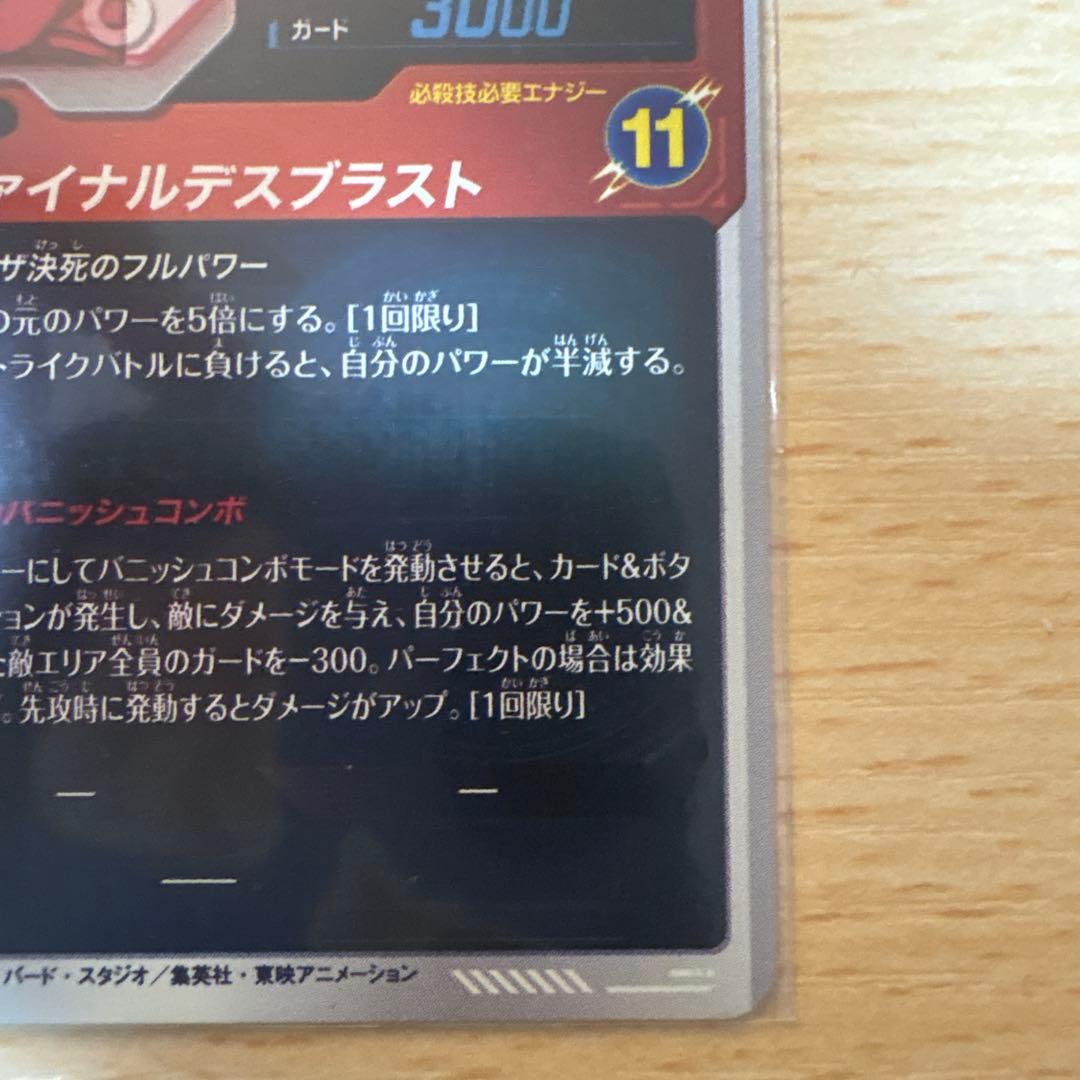 ガード 3000
必殺技必要エナジー
11
ァイナルデスブラスト
ザ決死のフルパワー
の元のパワーを5倍にする。[1回限り]
トライクバトルに負けると、自分のパワーが半減する。
バニッシュコンボ
ーにしてバニッシュコンボモードを発動させると、カード&ボタ
ョンが発生し、敵にダメージを与え、自分のパワーを+500&
敵エリア全員のガードを-300。パーフェクトの場合は効果
。先攻時に発動するとダメージがアップ。[1回限り]
バード・スタジオ/集英社・東映アニメーション